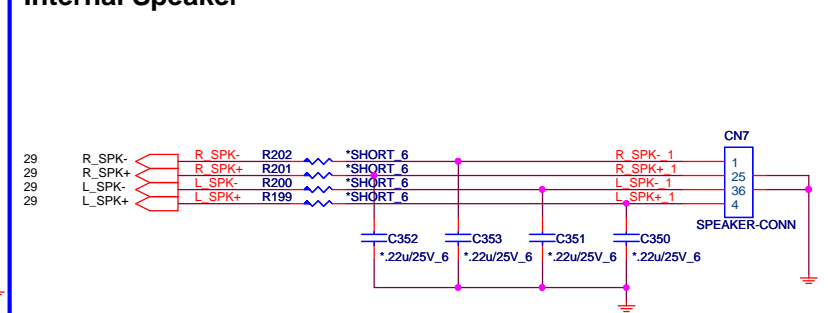 Internal Speaker
CN7
29 R_SPK- R_SPK- R202 *SHORT_6 R_SPK-_1 1
29 R_SPK+ R_SPK+ R201 *SHORT_6 R_SPK+_1 25
29 L_SPK- L_SPK- R200 *SHORT_6 L_SPK-_1 36
29 L_SPK+ L_SPK+ R199 *SHORT_6 L_SPK+_1 4
SPEAKER-CONN
C352 C353 C351 C350
*.22u/25V_6 *.22u/25V_6 *.22u/25V_6 *.22u/25V_6